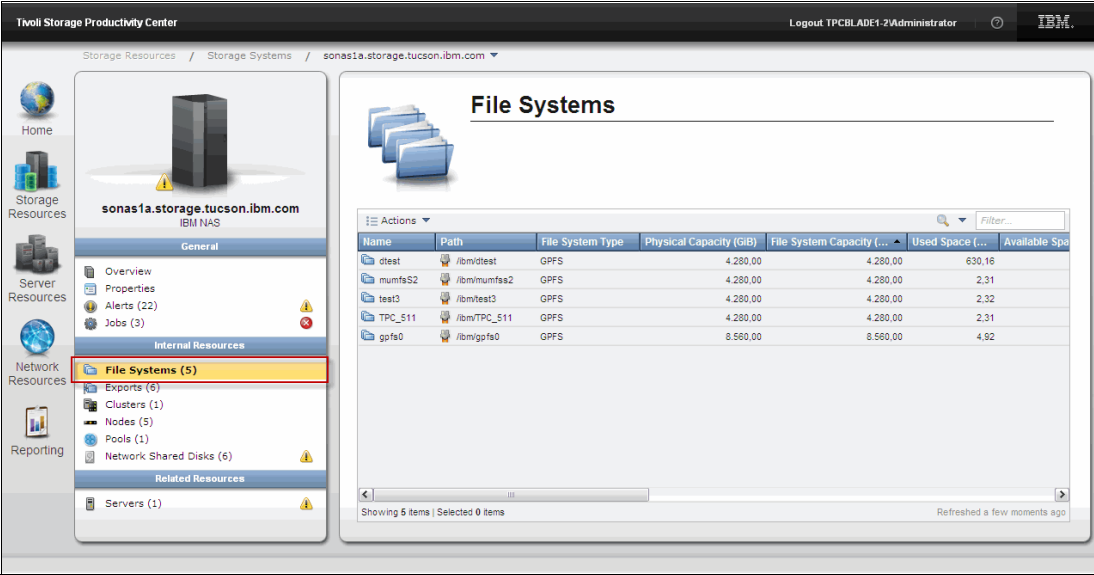 Tivoli Storage Productivity Center
Logout TPCBLADE1-2\Administrator
?
IBM.
Storage Resources / Storage Systems / sonas1a.storage.tucson.ibm.com
Home
Storage
Resources
Server
Resources
Network
Resources
Reporting
sonas1a.storage.tucson.ibm.com
IBM NAS
General
Overview
Properties
Alerts (22)
Jobs (3)
Internal Resources
File Systems (5)
Exports (6)
Clusters (1)
Nodes (5)
Pools (1)
Network Shared Disks (6)
Related Resources
Servers (1)
File Systems
Actions
Filter...
Name Path File System Type Physical Capacity (GiB) File System Capacity (... Used Space (... Available Spa
dtest /ibm/dtest GPFS 4.280,00 4.280,00 630,16
mumfsS2 /ibm/mumfss2 GPFS 4.280,00 4.280,00 2,31
test3 /ibm/test3 GPFS 4.280,00 4.280,00 2,32
TPC_511 /ibm/TPC_511 GPFS 4.280,00 4.280,00 2,31
gpfs0 /ibm/gpfs0 GPFS 8.560,00 8.560,00 4,92
Showing 5 items | Selected 0 items
Refreshed a few moments ago